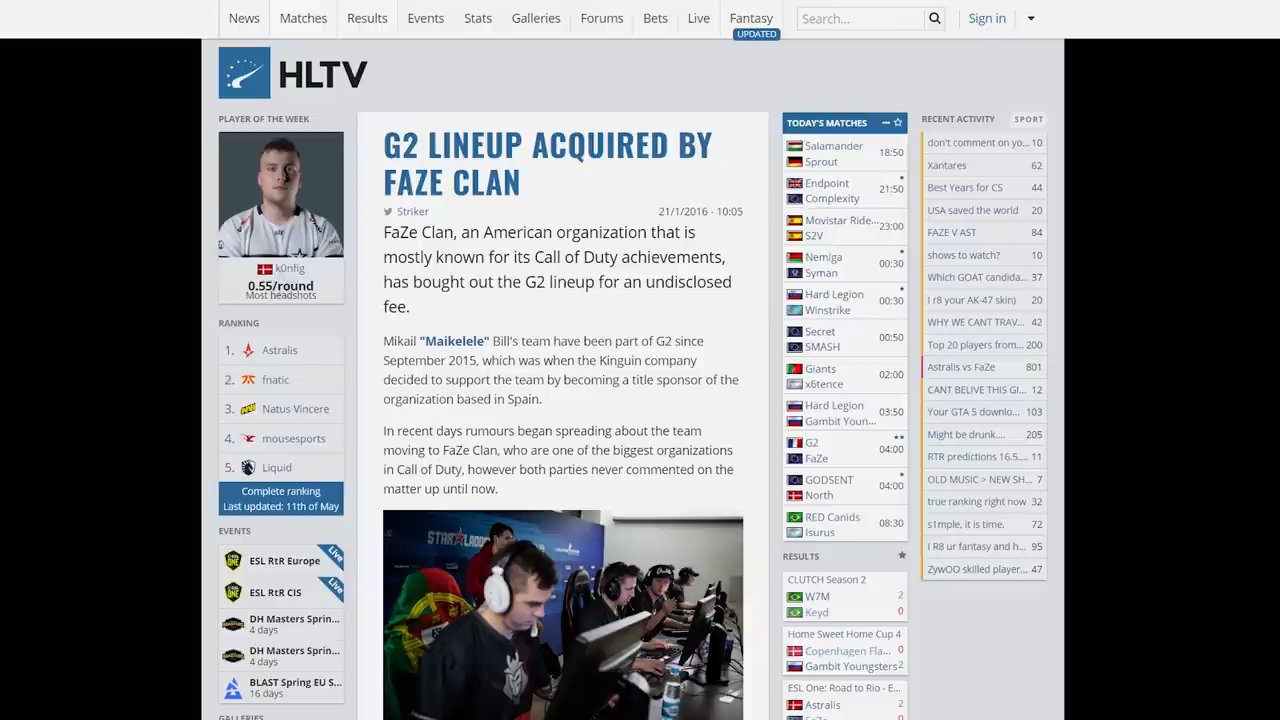 News Matches Results Events Stats Galleries Forums Bets Live Fantasy Search... Sign in
UPDATED
HLTV
PLAYER OF THE WEEK
k0nfig
0.55/round
Most headshots
RANKING
1. Astralis
2. fnatic
3. Natus Vincere
4. mousesports
5. Liquid
Complete ranking
Last updated: 11th of May
EVENTS
ESL RtR Europe Live
ESL RtR CIS Live
DH Masters Sprin...
4 days
DH Masters Sprin...
4 days
BLAST Spring EU S...
16 days
GALLERIES
G2 LINEUP ACQUIRED BY
FAZE CLAN
Striker 21/1/2016 - 10:05
FaZe Clan, an American organization that is
mostly known for its Call of Duty achievements,
has bought out the G2 lineup for an undisclosed
fee.
Mikail "Maikelele" Bill's team have been part of G2 since
September 2015, which was when the Kinguin company
decided to support the team by becoming a title sponsor of the
organization based in Spain.
In recent days rumours began spreading about the team
moving to FaZe Clan, who are one of the biggest organizations
in Call of Duty, however both parties never commented on the
matter up until now.
STAR LADDER
TODAY'S MATCHES
Salamander
Sprout
18:50
Endpoint
Complexity
21:50
Movistar Ride...
S2V
23:00
Nemiga
Syman
00:30
Hard Legion
Winstrike
00:30
Secret
SMASH
00:50
Giants
x6tence
02:00
Hard Legion
Gambit Youn...
03:50
G2
FaZe
04:00
GODSENT
North
04:00
RED Canids
Isurus
08:30
RESULTS
CLUTCH Season 2
W7M 2
Keyd 0
Home Sweet Home Cup 4
Copenhagen Fla... 0
Gambit Youngsters 2
ESL One: Road to Rio - E...
Astralis 2
FaZe 0
RECENT ACTIVITY SPORT
don't comment on yo... 10
Xantares 62
Best Years for CS 44
USA saved the world 20
FAZE V AST 84
shows to watch? 10
Which GOAT candida... 37
I r8 your AK-47 skin) 20
WHY WE CANT TRAV... 42
Top 20 players from... 200
Astralis vs FaZe 801
CANT BELIVE THIS GI... 12
Your GTA 5 downlo... 103
Might be drunk.... 205
RTR predictions 16.5.... 11
OLD MUSIC > NEW SH... 7
true ranking right now 32
s1mple, it is time. 72
I R8 ur fantasy and h... 95
ZywOO skilled player... 47